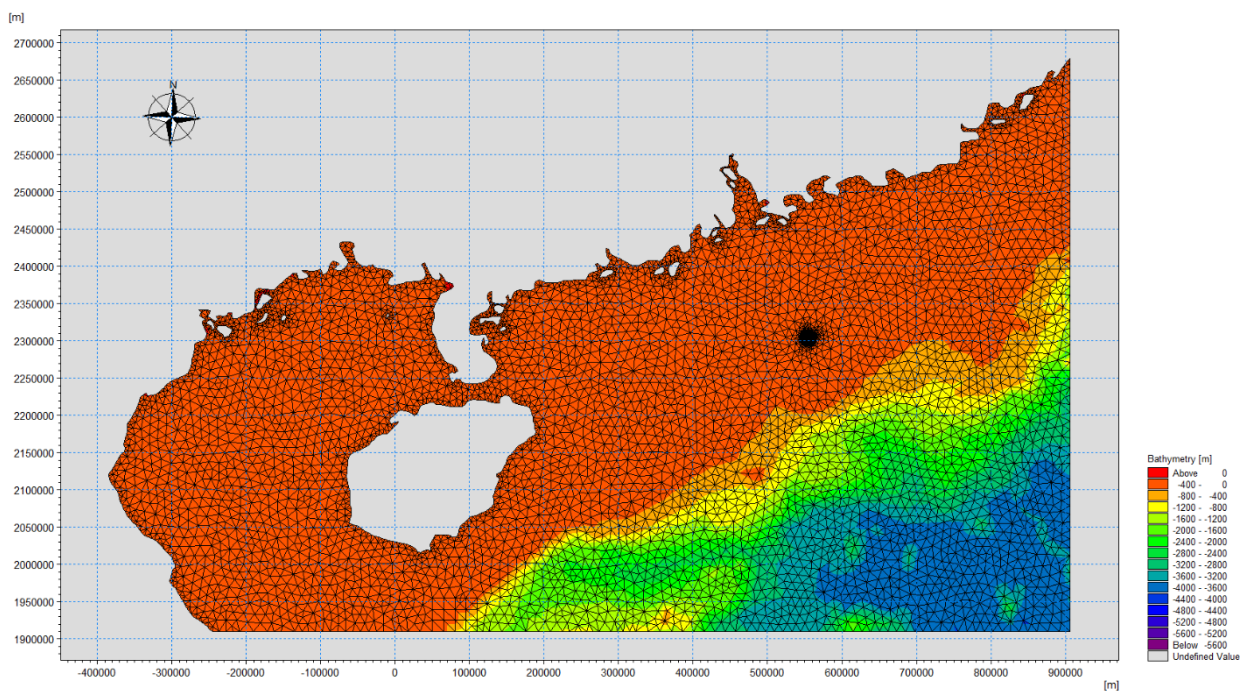 [m]
2700000
2650000
N
2600000
2550000
2500000
2450000
2400000
2350000
2300000
2250000
2200000
2150000
2100000
2050000
2000000
1950000
1900000
-400000 -300000 -200000 -100000 0 100000 200000 300000 400000 500000 600000 700000 800000 900000
[m]
Bathymetry [m]
Above 0
-400 - 0
-800 - -400
-1200 - -800
-1600 - -1200
-2000 - -1600
-2400 - -2000
-2800 - -2400
-3200 - -2800
-3600 - -3200
-4000 - -3600
-4400 - -4000
-4800 - -4400
-5200 - -4800
-5600 - -5200
Below -5600
Undefined Value